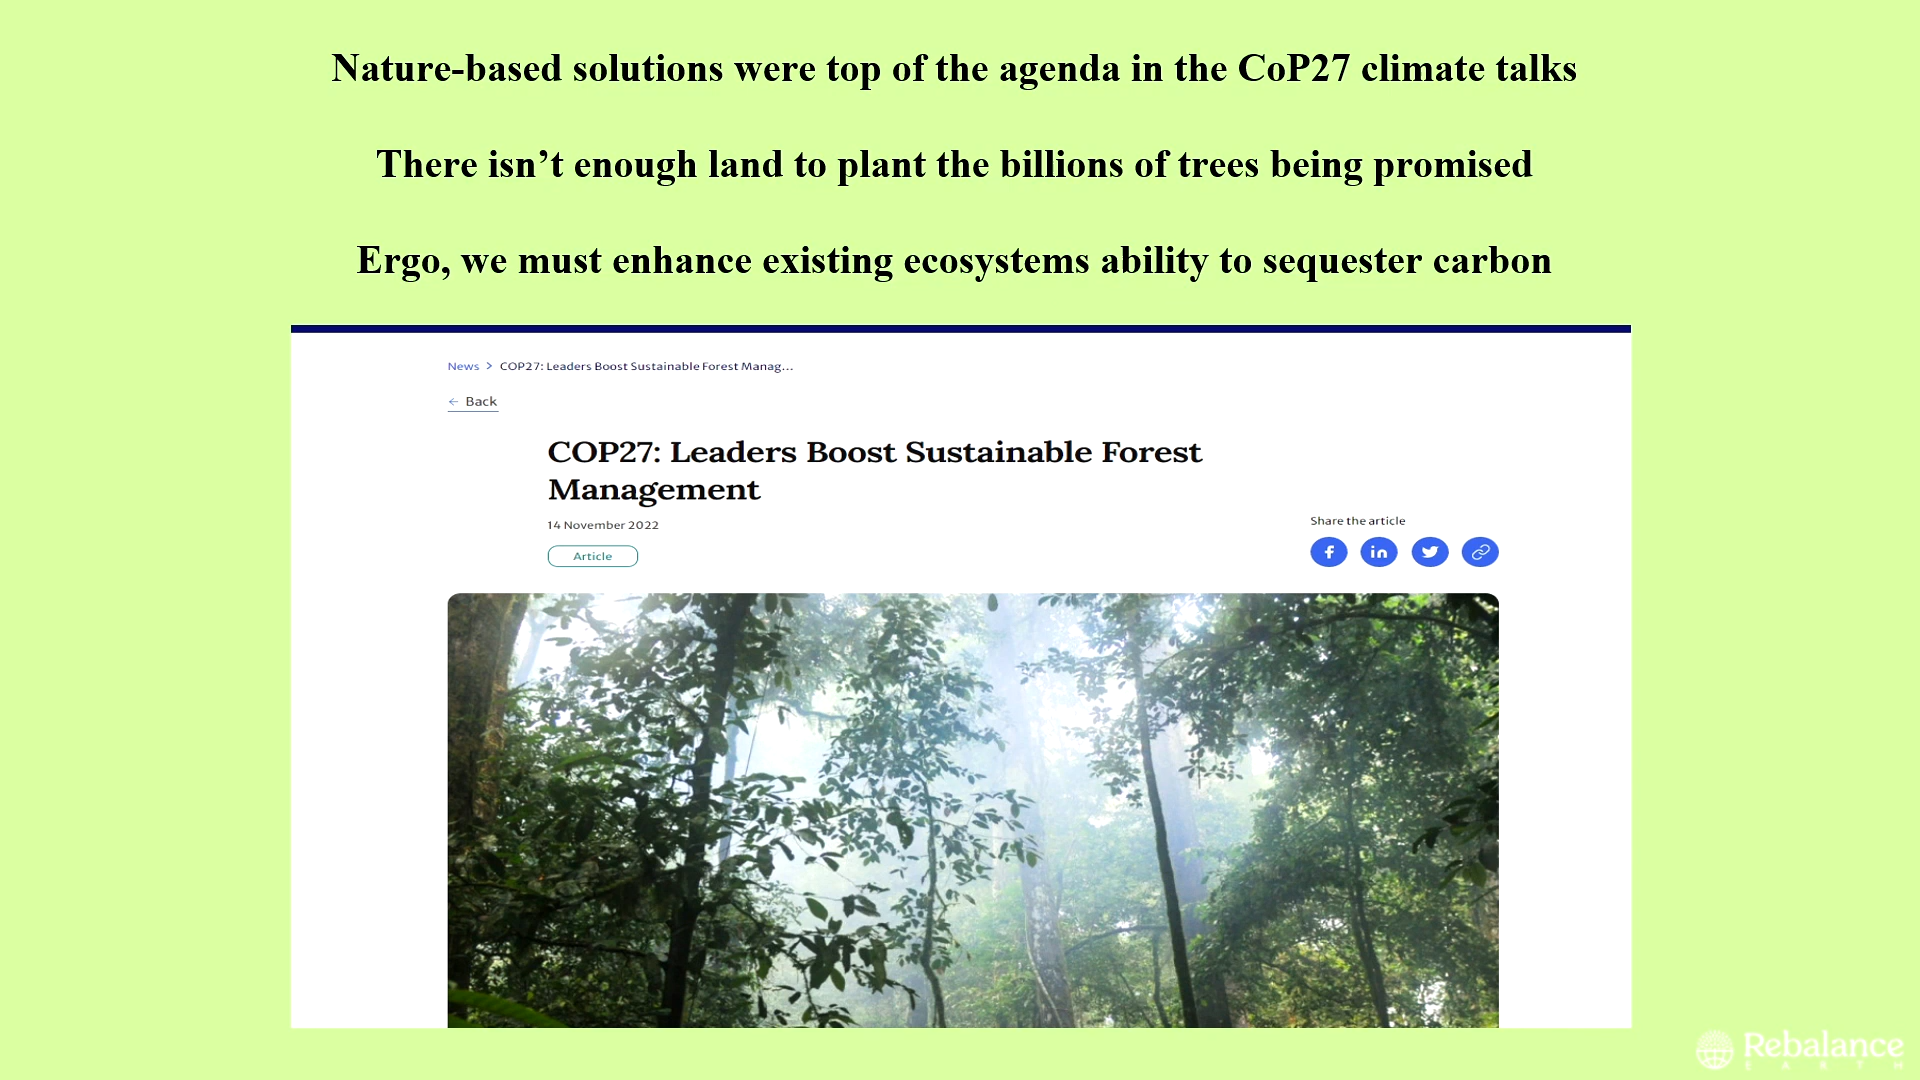 Nature-based solutions were top of the agenda in the CoP27 climate talks
There isn’t enough land to plant the billions of trees being promised
Ergo, we must enhance existing ecosystems ability to sequester carbon
News > COP27: Leaders Boost Sustainable Forest Manag...
← Back
COP27: Leaders Boost Sustainable Forest
Management
14 November 2022
Share the article
Article
Rebalance
EARTH